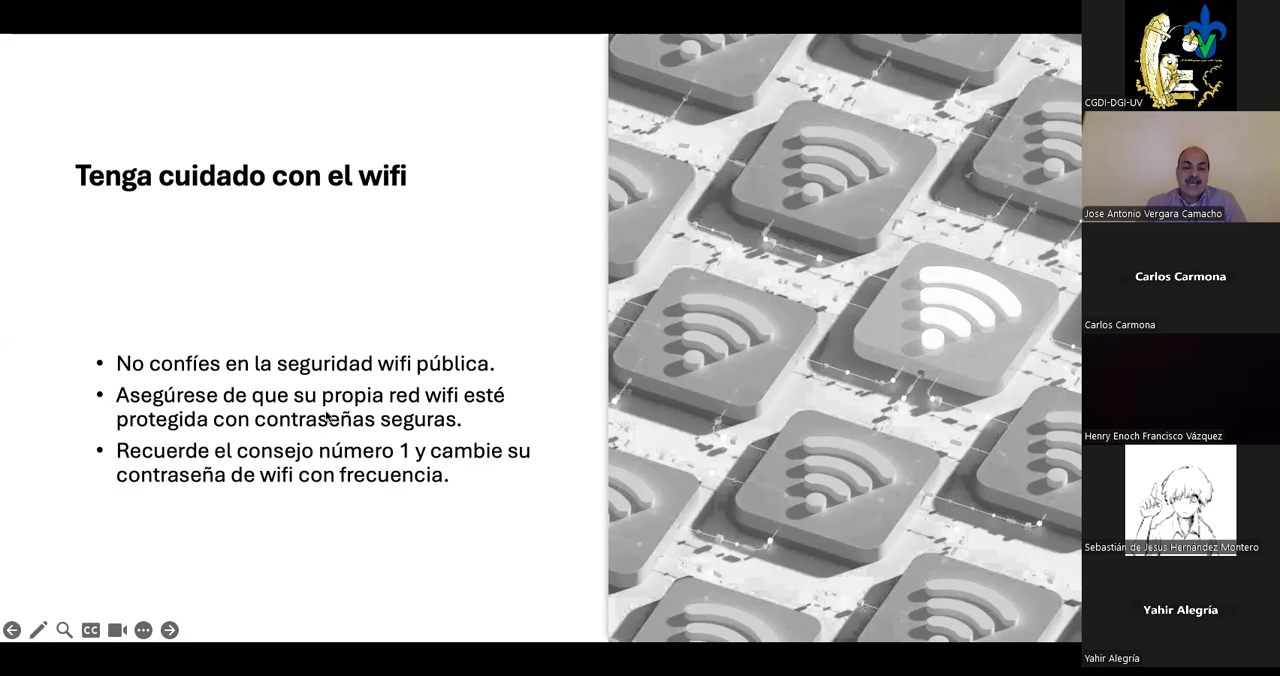 Tenga cuidado con el wifi
• No confíes en la seguridad wifi pública.
• Asegúrese de que su propia red wifi esté
protegida con contraseñas seguras.
• Recuerde el consejo número 1 y cambie su
contraseña de wifi con frecuencia.
CC
CGDI-DGI-UV
Jose Antonio Vergara Camacho
Carlos Carmona
Carlos Carmona
Henry Enoch Francisco Vázquez
Sebastián de Jesus Hernández Montero
Yahir Alegría
Yahir Alegría